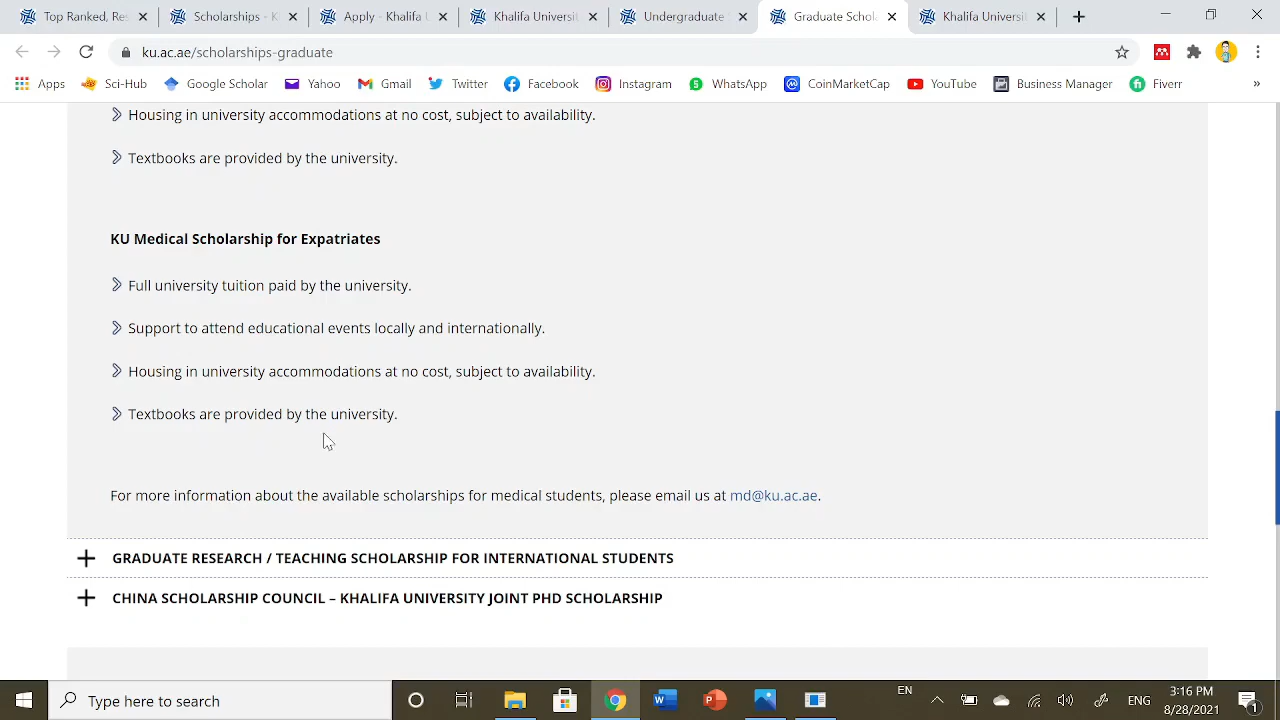 Top Ranked, Res
Scholarships - K
Apply - Khalifa U
Khalifa Universit
Undergraduate
Graduate Schol
Khalifa Universit
ku.ac.ae/scholarships-graduate
Apps
Sci-Hub
Google Scholar
Yahoo
Gmail
Twitter
Facebook
Instagram
WhatsApp
CoinMarketCap
YouTube
Business Manager
Fiverr
»
Housing in university accommodations at no cost, subject to availability.
Textbooks are provided by the university.
KU Medical Scholarship for Expatriates
Full university tuition paid by the university.
Support to attend educational events locally and internationally.
Housing in university accommodations at no cost, subject to availability.
Textbooks are provided by the university.
For more information about the available scholarships for medical students, please email us at md@ku.ac.ae.
GRADUATE RESEARCH / TEACHING SCHOLARSHIP FOR INTERNATIONAL STUDENTS
CHINA SCHOLARSHIP COUNCIL – KHALIFA UNIVERSITY JOINT PHD SCHOLARSHIP
Type here to search
EN
ENG
3:16 PM
8/28/2021
1